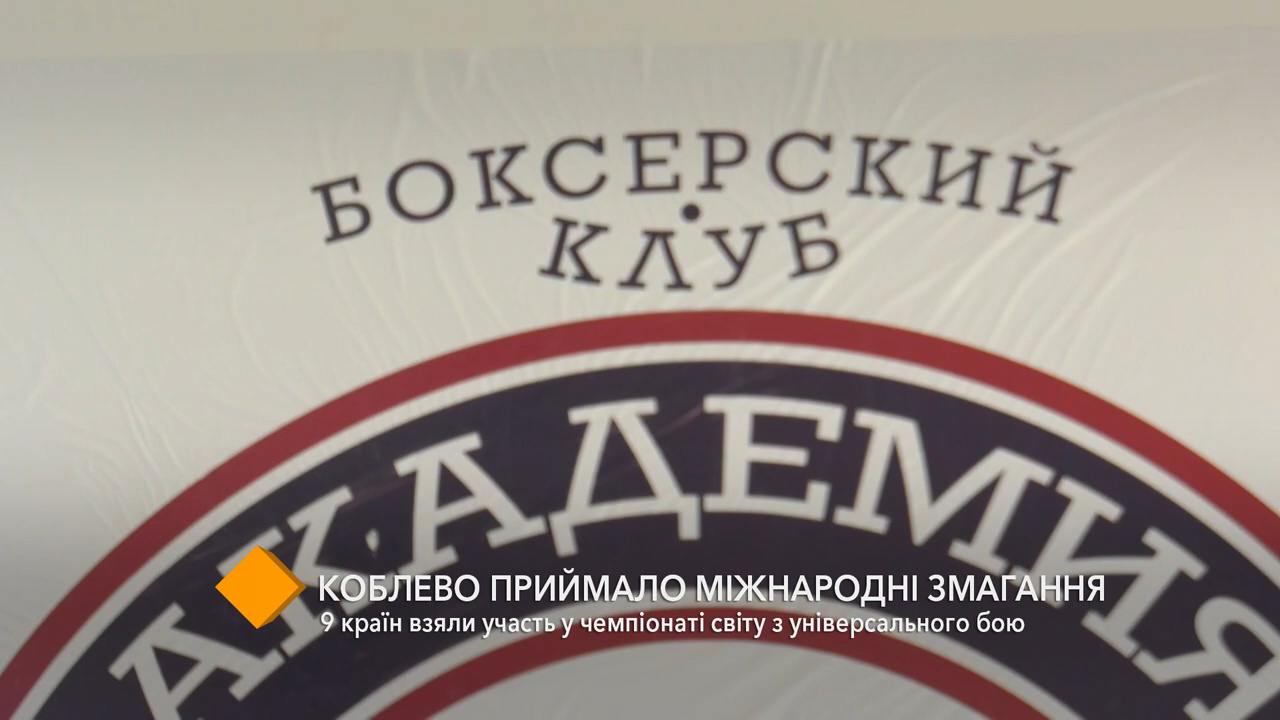 БОКСЕРСКИЙ
КЛУБ
АКАДЕМИЯ
КОБЛЕВО ПРИЙМАЛО МІЖНАРОДНІ ЗМАГАННЯ
9 країн взяли участь у чемпіонаті світу з універсального бою